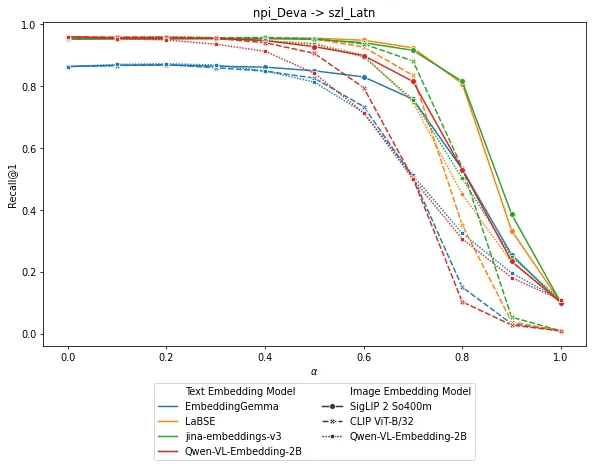 npi_Deva -> szl_Latn
1.0
0.8
0.6
0.4
0.2
0.0
Recall@1
0.0 0.2 0.4 0.6 0.8 1.0
α
Text Embedding Model Image Embedding Model
EmbeddingGemma SigLIP 2 So400m
LaBSE CLIP ViT-B/32
jina-embeddings-v3 Qwen-VL-Embedding-2B
Qwen-VL-Embedding-2B